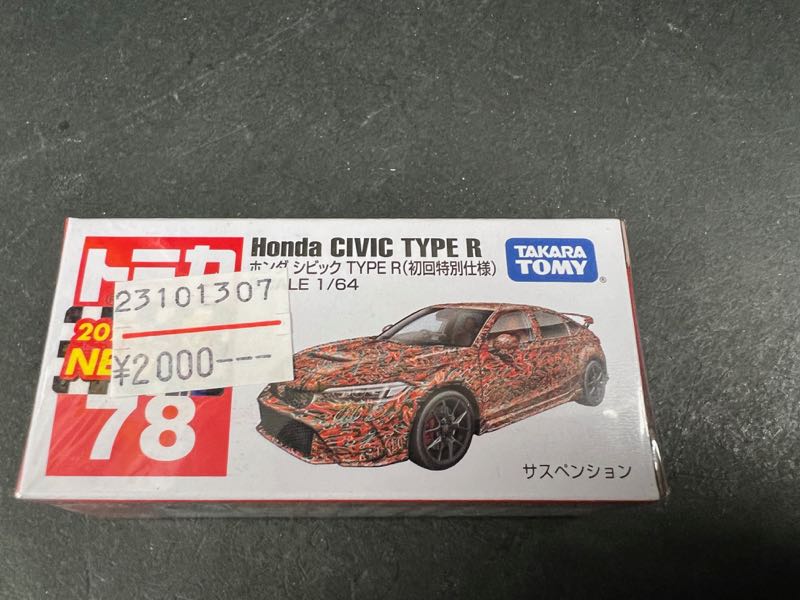 Honda CIVIC TYPE R
ホンダ シビック TYPE R(初回特別仕様)
1/64
TAKARA
TOMY
®
トミカ
23101307
¥2000---
78
サスペンション